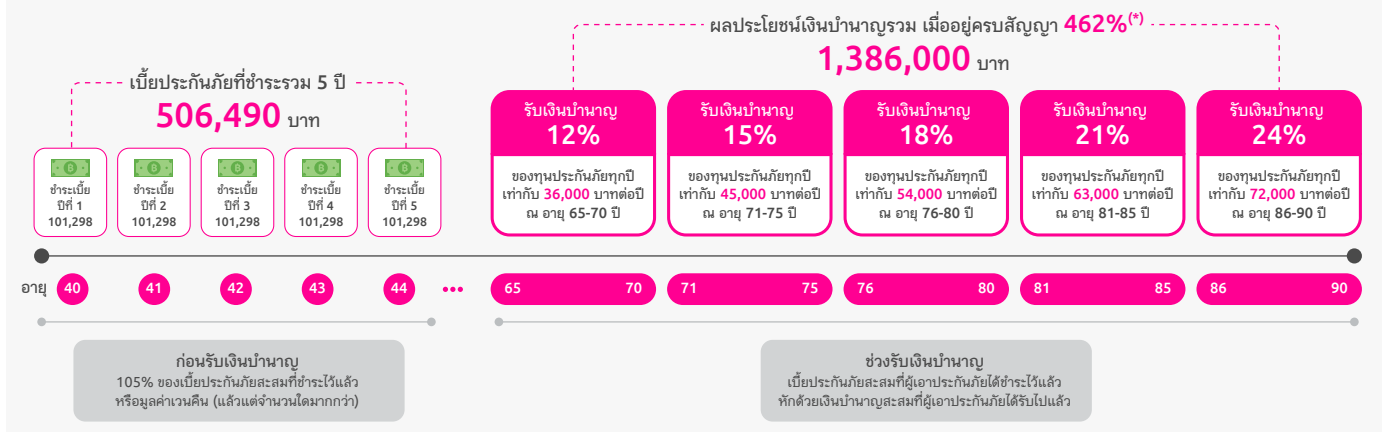 ผลประโยชน์เงินบำนาญรวม เมื่ออยู่ครบสัญญา 462%(*)
1,386,000 บาท
เบี้ยประกันภัยที่ชำระรวม 5 ปี
506,490 บาท
ชำระเบี้ย
ปีที่ 1
101,298
ชำระเบี้ย
ปีที่ 2
101,298
ชำระเบี้ย
ปีที่ 3
101,298
ชำระเบี้ย
ปีที่ 4
101,298
ชำระเบี้ย
ปีที่ 5
101,298
รับเงินบำนาญ
12%
ของทุนประกันภัยทุกปี
เท่ากับ 36,000 บาทต่อปี
ณ อายุ 65-70 ปี
รับเงินบำนาญ
15%
ของทุนประกันภัยทุกปี
เท่ากับ 45,000 บาทต่อปี
ณ อายุ 71-75 ปี
รับเงินบำนาญ
18%
ของทุนประกันภัยทุกปี
เท่ากับ 54,000 บาทต่อปี
ณ อายุ 76-80 ปี
รับเงินบำนาญ
21%
ของทุนประกันภัยทุกปี
เท่ากับ 63,000 บาทต่อปี
ณ อายุ 81-85 ปี
รับเงินบำนาญ
24%
ของทุนประกันภัยทุกปี
เท่ากับ 72,000 บาทต่อปี
ณ อายุ 86-90 ปี
อายุ 40 41 42 43 44 ••• 65 70 71 75 76 80 81 85 86 90
ก่อนรับเงินบำนาญ
105% ของเบี้ยประกันภัยสะสมที่ชำระไว้แล้ว
หรือมูลค่าเวนคืน (แล้วแต่จำนวนใดมากกว่า)
ช่วงรับเงินบำนาญ
เบี้ยประกันภัยสะสมที่ผู้เอาประกันภัยได้ชำระไว้แล้ว
หักด้วยเงินบำนาญสะสมที่ผู้เอาประกันภัยได้รับไปแล้ว